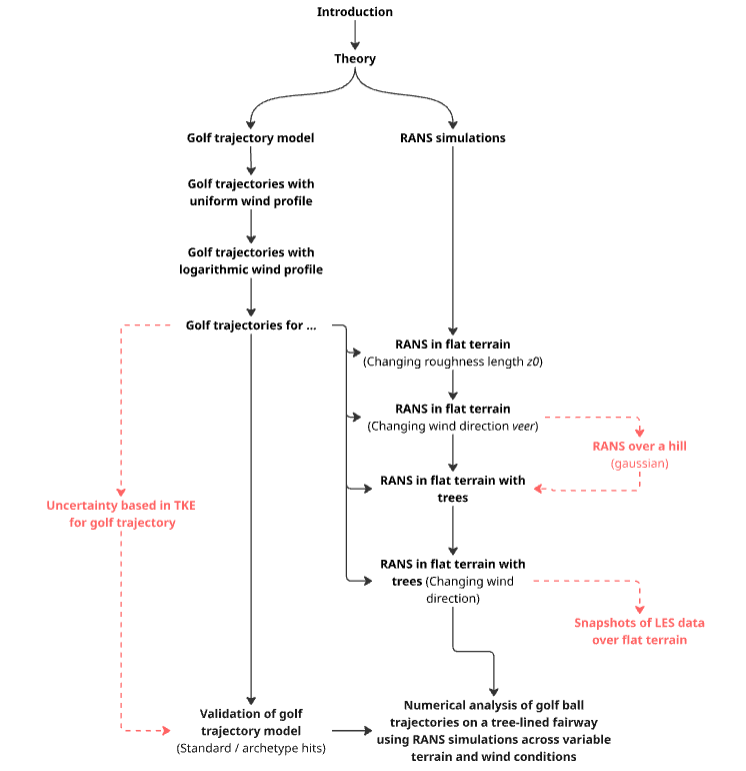 Introduction
Theory
Golf trajectory model
RANS simulations
Golf trajectories with
uniform wind profile
Golf trajectories with
logarithmic wind profile
Golf trajectories for ...
RANS in flat terrain
(Changing roughness length z0)
RANS in flat terrain
(Changing wind direction veer)
RANS over a hill
(gaussian)
RANS in flat terrain with
trees
Uncertainty based in TKE
for golf trajectory
RANS in flat terrain with
trees (Changing wind
direction)
Snapshots of LES data
over flat terrain
Validation of golf
trajectory model
(Standard / archetype hits)
Numerical analysis of golf ball
trajectories on a tree-lined fairway
using RANS simulations across variable
terrain and wind conditions